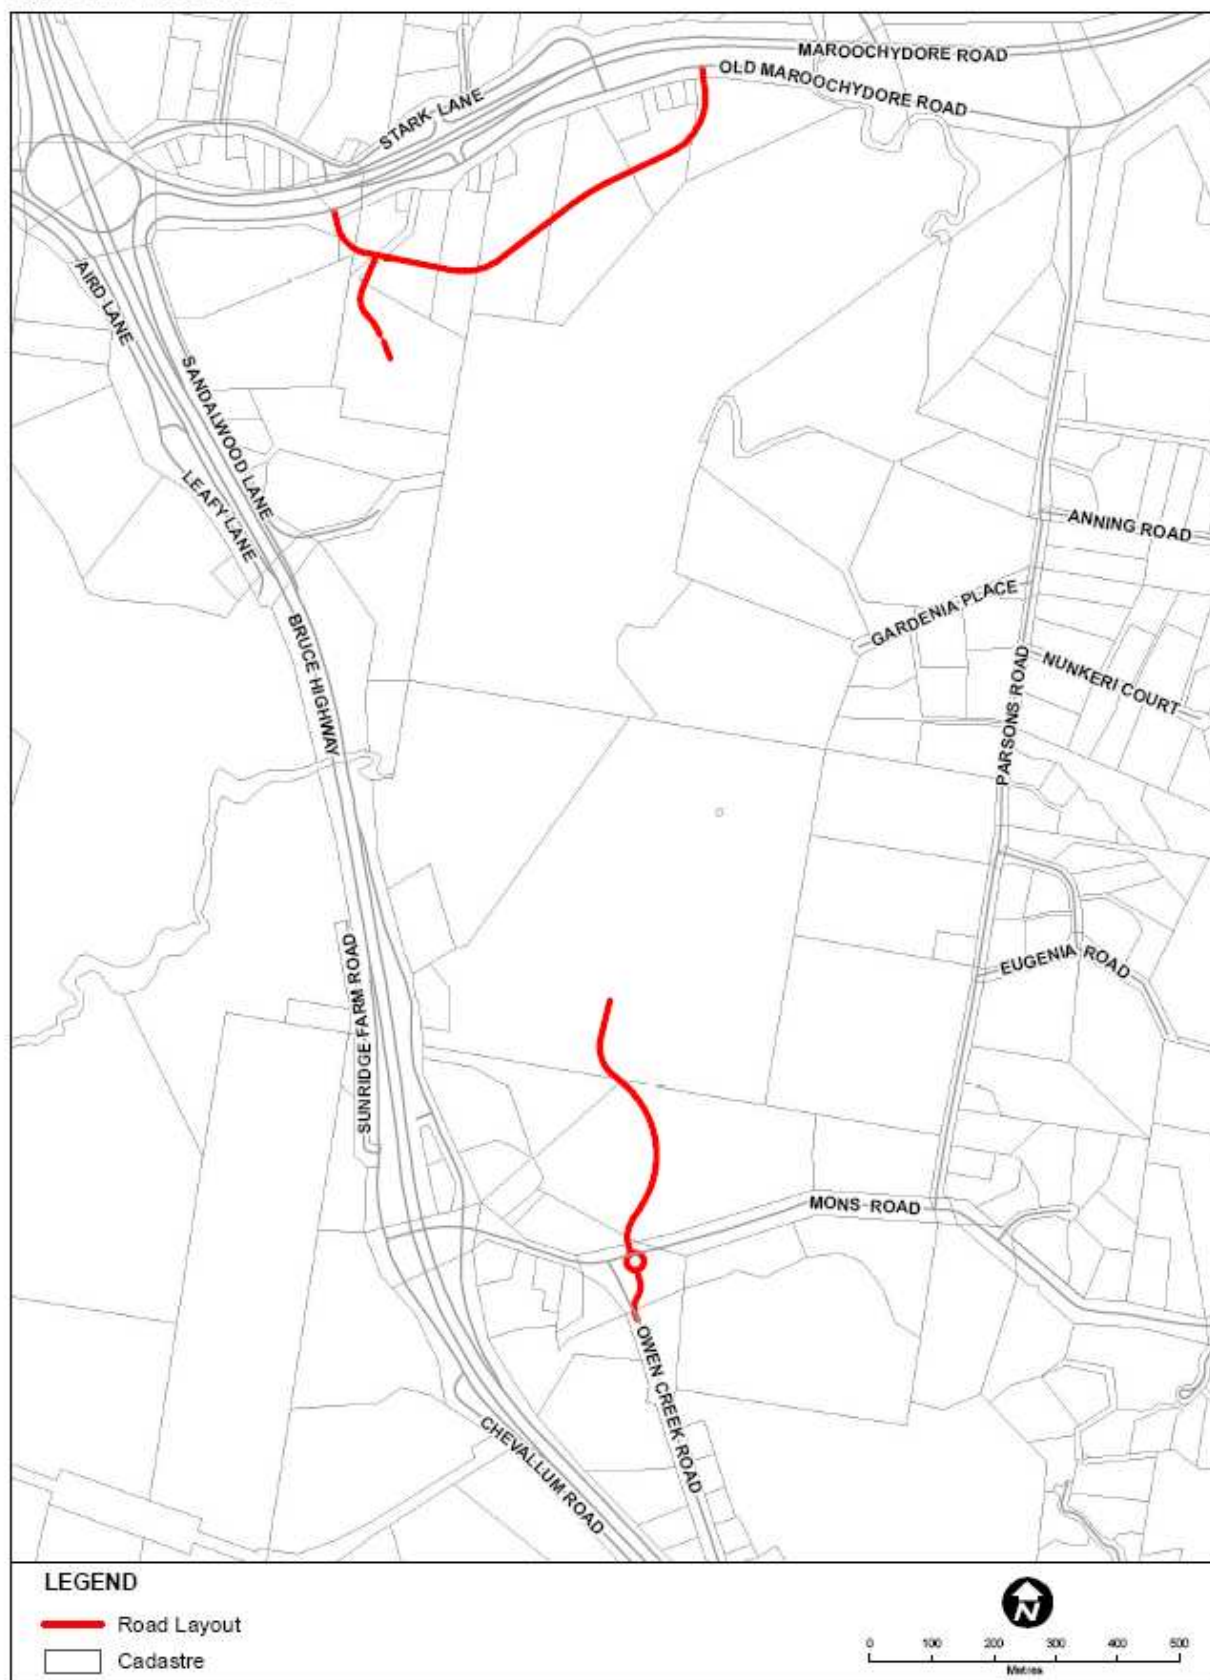 MAROOCHYDORE ROAD
OLD MAROOCHYDORE ROAD
STARK LANE
AIRD LANE
SANDALWOOD LANE
LEAFY LANE
ANNING ROAD
GARDENIA PLACE
NUNKERI COURT
BRUCE HIGHWAY
PARSONS ROAD
SUNRIDGE FARM ROAD
EUGENIA ROAD
MONS ROAD
OWEN CREEK ROAD
CHEVALLUM ROAD
LEGEND
Road Layout
Cadastre
N
0 100 200 300 400 500
Metres